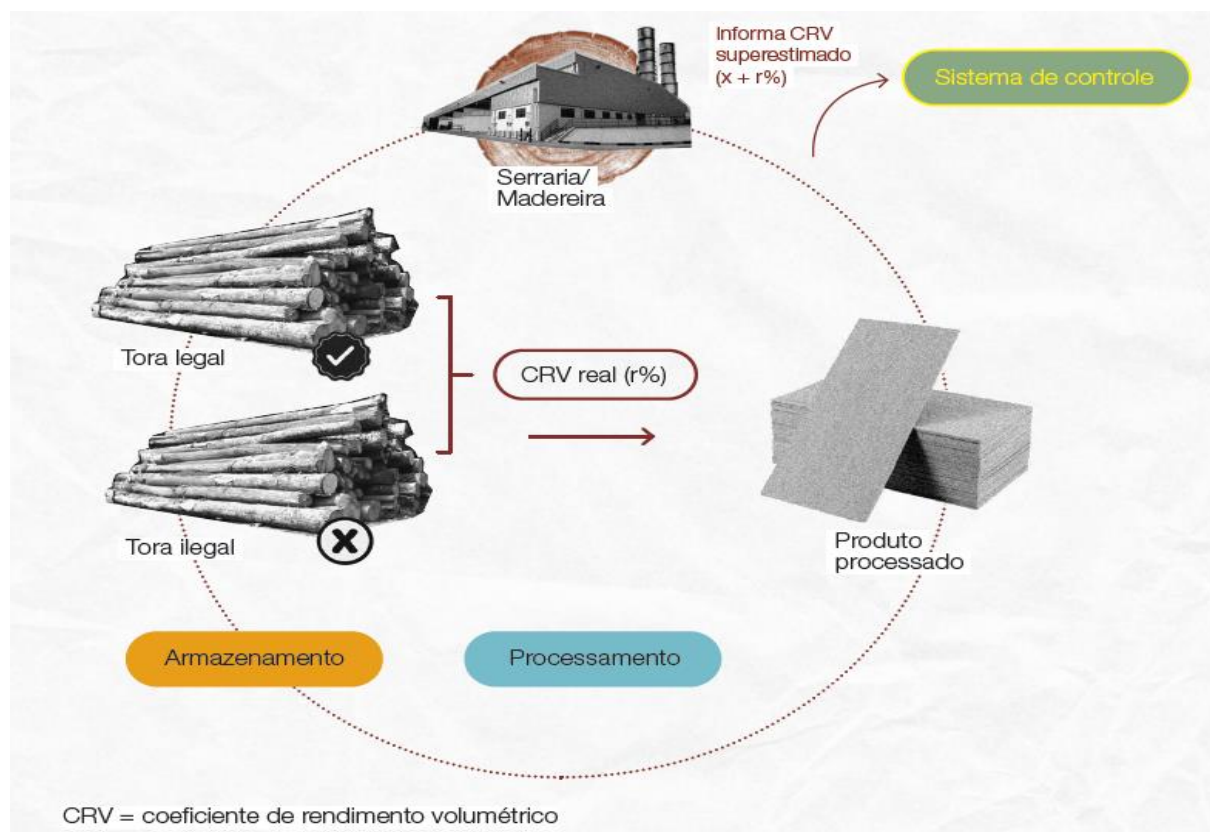 Informa CRV
superestimado
(x + r%)
Sistema de controle
Serraria/
Madereira
Tora legal
CRV real (r%)
Tora ilegal
Produto
processado
Armazenamento
Processamento
CRV = coeficiente de rendimento volumétrico